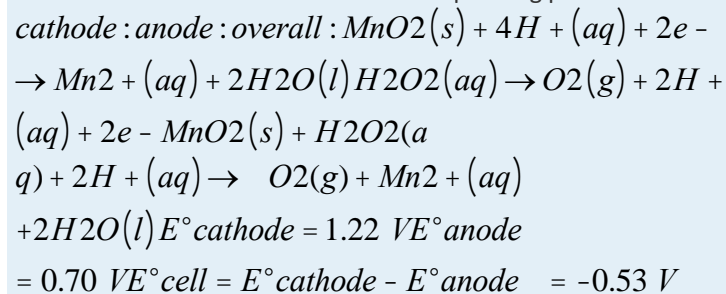 cathode : anode : overall : MnO2(s) + 4H + (aq) + 2e -
→ Mn2 + (aq) + 2H2O(l) H2O2(aq) → O2(g) + 2H +
(aq) + 2e - MnO2(s) + H2O2(a
q) + 2H + (aq) → O2(g) + Mn2 + (aq)
+2H2O(l) E°cathode = 1.22 VE°anode
= 0.70 VE°cell = E°cathode - E°anode = -0.53 V